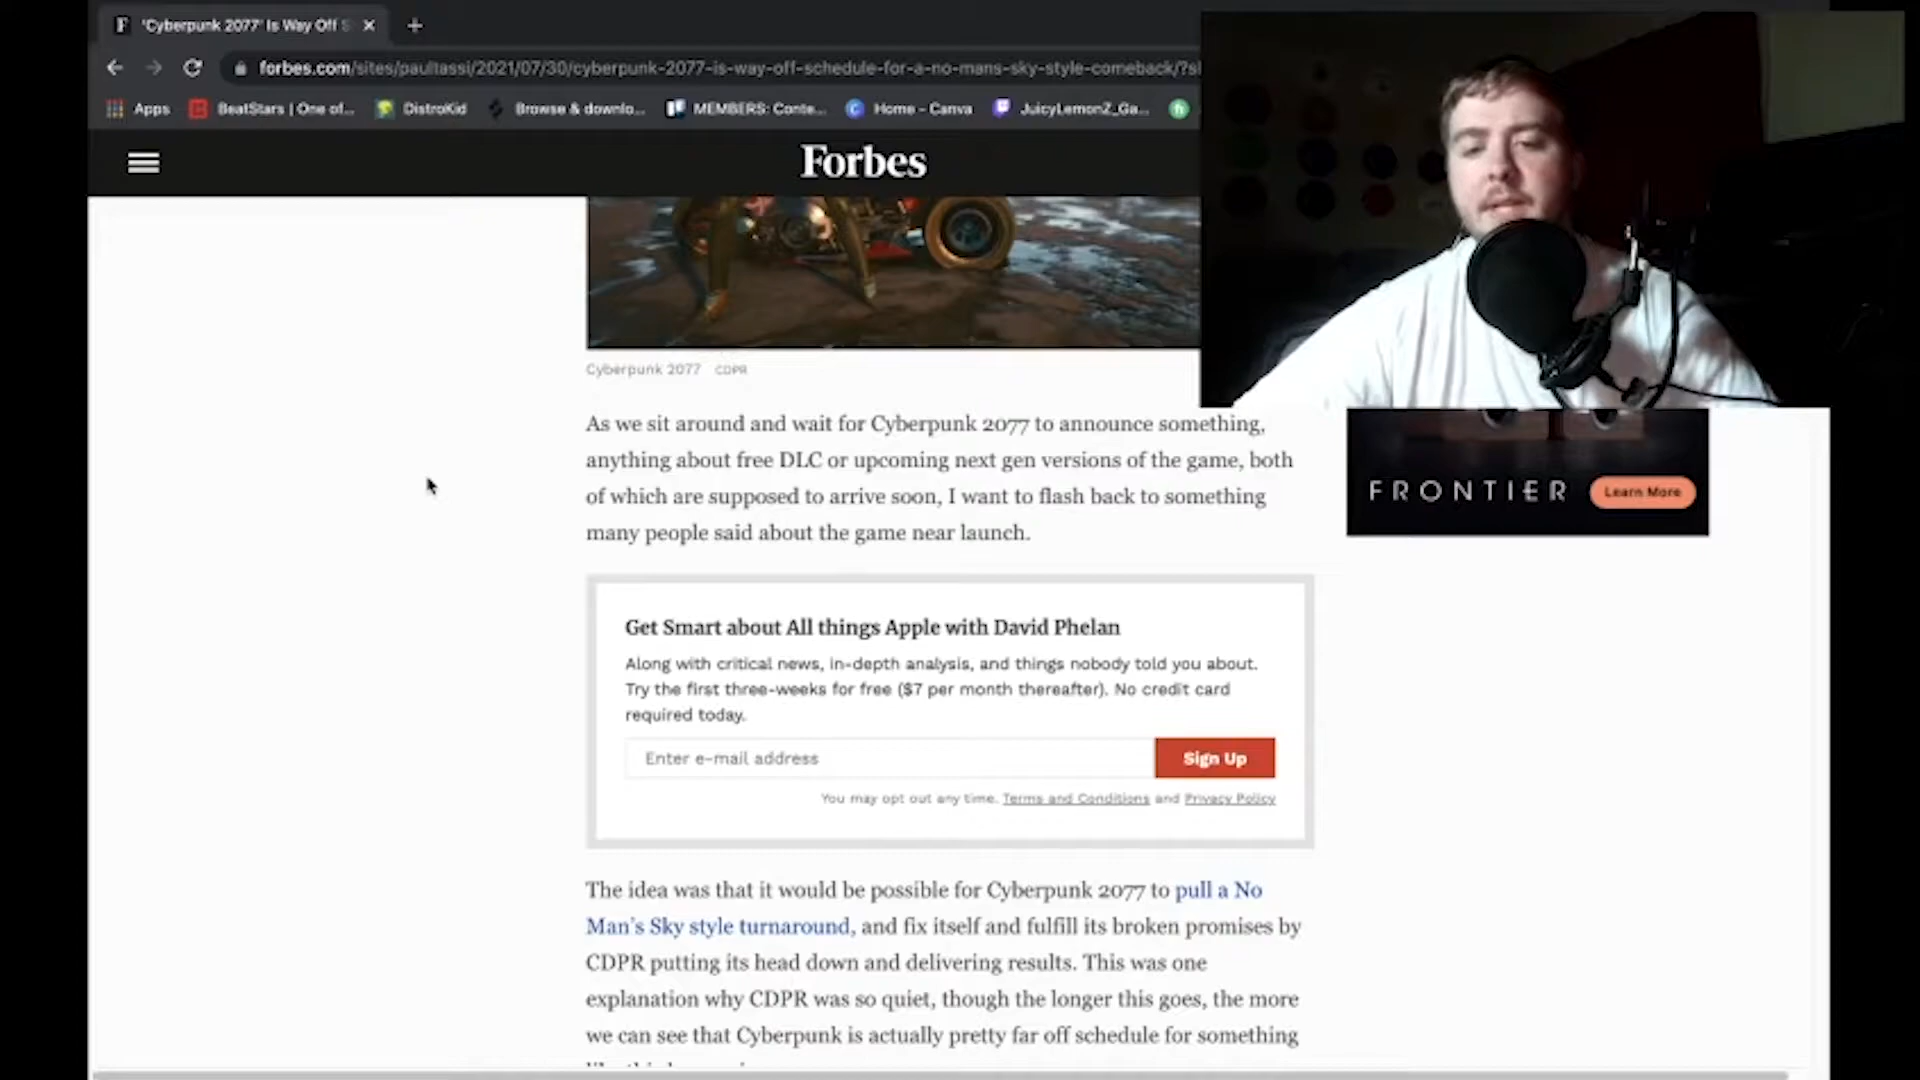 'Cyberpunk 2077' Is Way Off
forbes.com/sites/paultassi/2021/07/30/cyberpunk-2077-is-way-off-schedule-for-a-no-mans-sky-style-comeback/?sl
Apps BeatStars | One of... DistroKid Browse & downlo... MEMBERS: Conte... Home - Canva JuicyLemonZ_Ga...
Forbes
Cyberpunk 2077 CDPR
As we sit around and wait for Cyberpunk 2077 to announce something,
anything about free DLC or upcoming next gen versions of the game, both
of which are supposed to arrive soon, I want to flash back to something
many people said about the game near launch.
FRONTIER Learn More
Get Smart about All things Apple with David Phelan
Along with critical news, in-depth analysis, and things nobody told you about.
Try the first three-weeks for free ($7 per month thereafter). No credit card
required today.
Enter e-mail address Sign Up
You may opt out any time. Terms and Conditions and Privacy Policy
The idea was that it would be possible for Cyberpunk 2077 to pull a No
Man's Sky style turnaround, and fix itself and fulfill its broken promises by
CDPR putting its head down and delivering results. This was one
explanation why CDPR was so quiet, though the longer this goes, the more
we can see that Cyberpunk is actually pretty far off schedule for something